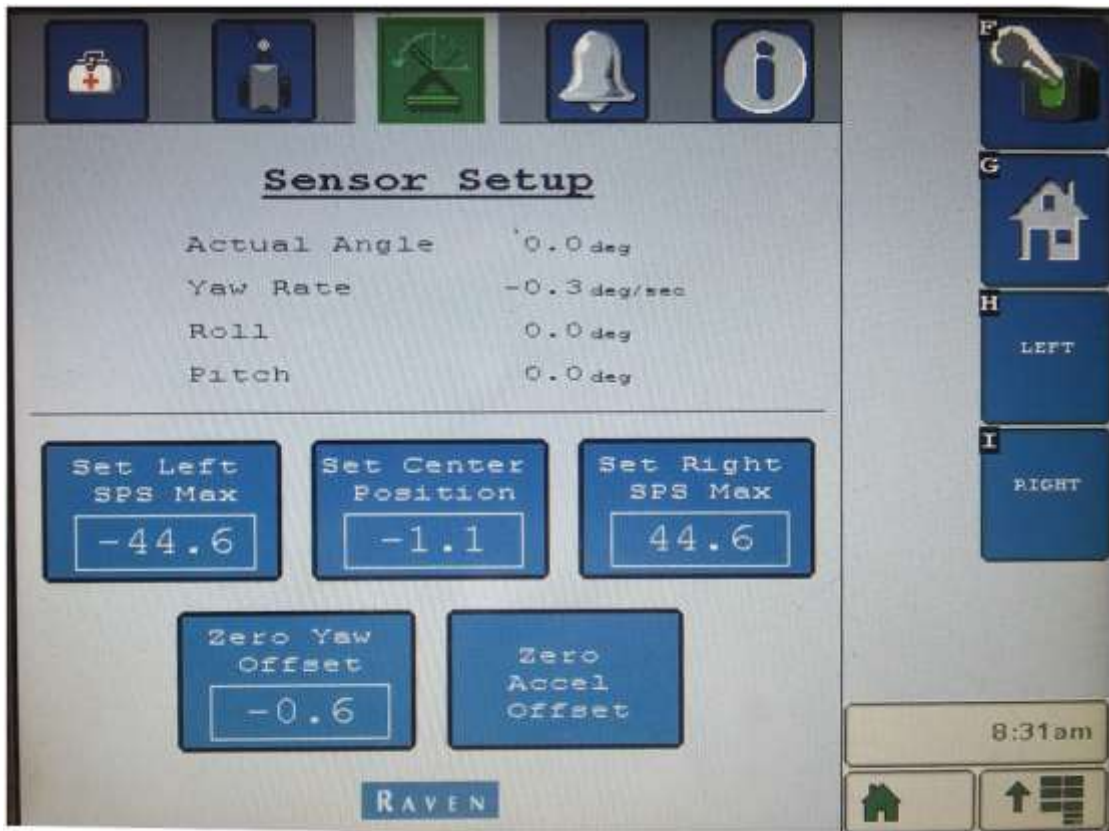 F
Sensor Setup
G
Actual Angle 0.0 deg
Yaw Rate -0.3 deg/sec
H
Roll 0.0 deg
LEFT
Pitch 0.0 deg
I
Set Left
SPS Max
-44.6
Set Center
Position
-1.1
Set Right
SPS Max
44.6
RIGHT
Zero Yaw
Offset
-0.6
Zero
Accel
Offset
8:31am
RAVEN